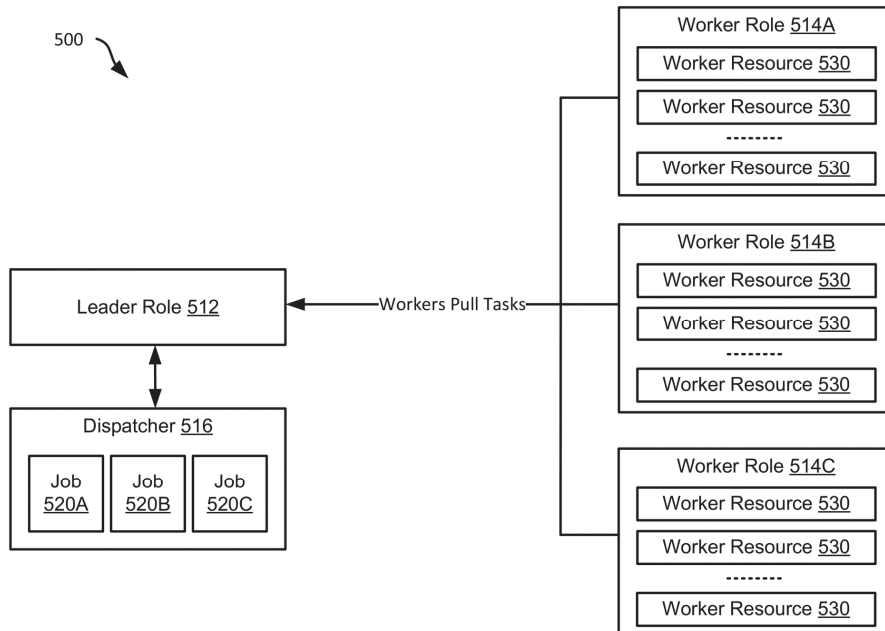 500
Worker Role 514A
Worker Resource 530
Worker Resource 530
--------
Worker Resource 530
Worker Role 514B
Worker Resource 530
Worker Resource 530
--------
Worker Resource 530
Leader Role 512
Workers Pull Tasks
Dispatcher 516
Job
520A
Job
520B
Job
520C
Worker Role 514C
Worker Resource 530
Worker Resource 530
--------
Worker Resource 530